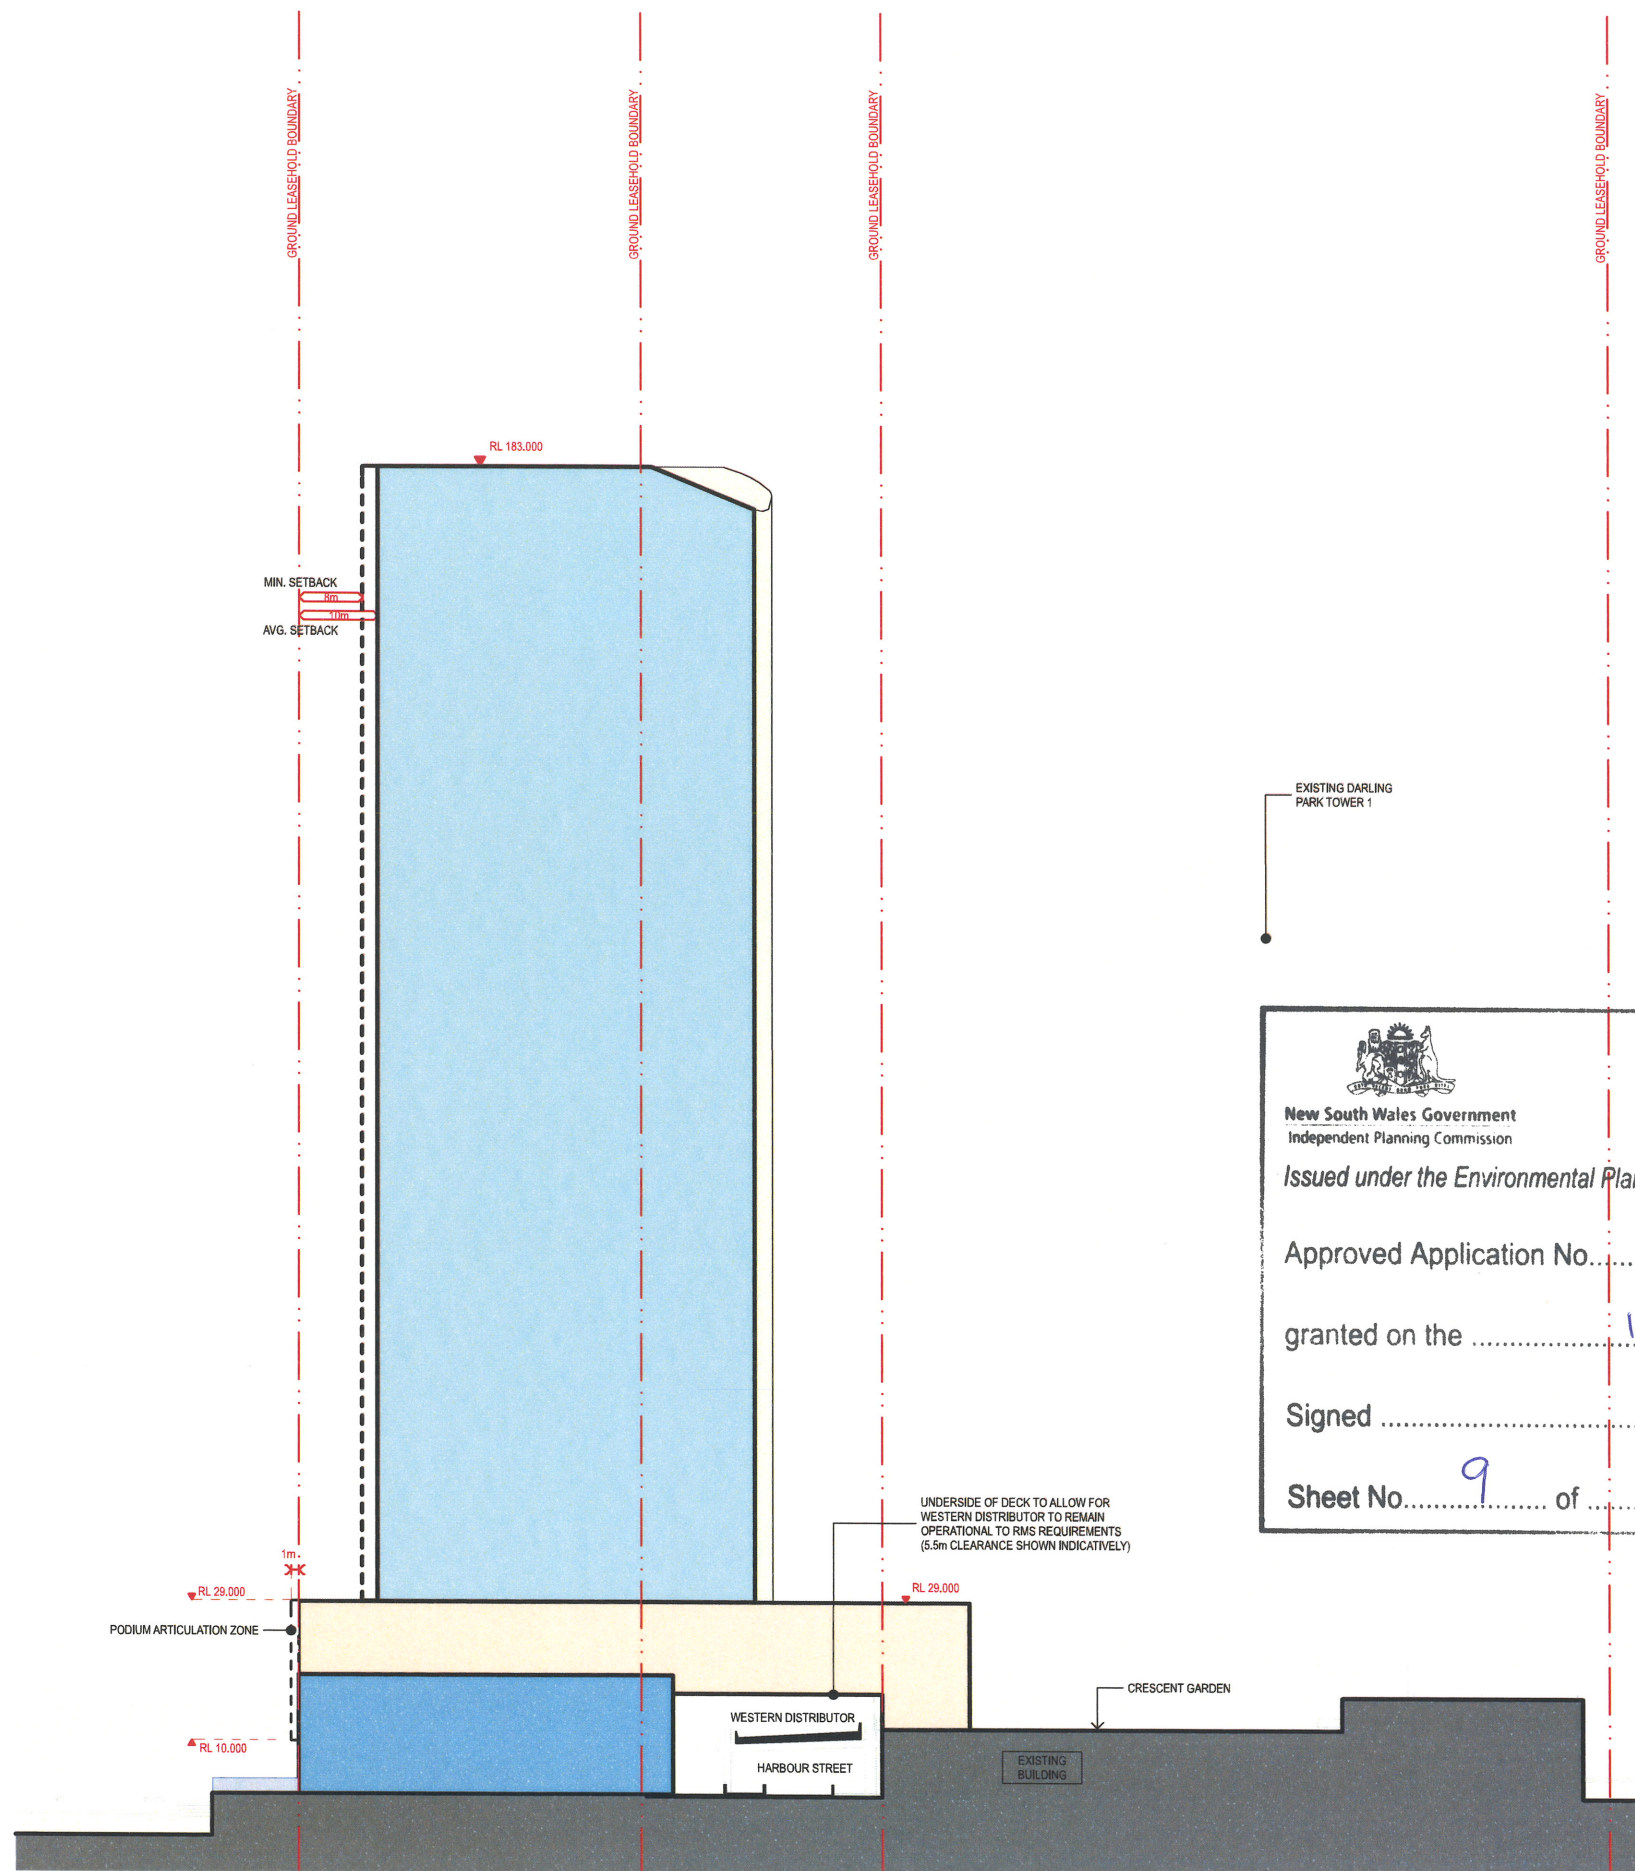 GROUND LEASEHOLD BOUNDARY
GROUND LEASEHOLD BOUNDARY
GROUND LEASEHOLD BOUNDARY
GROUND LEASEHOLD BOUNDARY
RL 183.000
MIN. SETBACK
8m
10m
AVG. SETBACK
EXISTING DARLING
PARK TOWER 1
New South Wales Government
Independent Planning Commission
Issued under the Environmental Pla
Approved Application No.......
granted on the ......................
Signed ...............................
Sheet No........9......... of ......
UNDERSIDE OF DECK TO ALLOW FOR
WESTERN DISTRIBUTOR TO REMAIN
OPERATIONAL TO RMS REQUIREMENTS
(5.5m CLEARANCE SHOWN INDICATIVELY)
1m
RL 29.000
RL 29.000
PODIUM ARTICULATION ZONE
CRESCENT GARDEN
WESTERN DISTRIBUTOR
RL 10.000
HARBOUR STREET
EXISTING
BUILDING